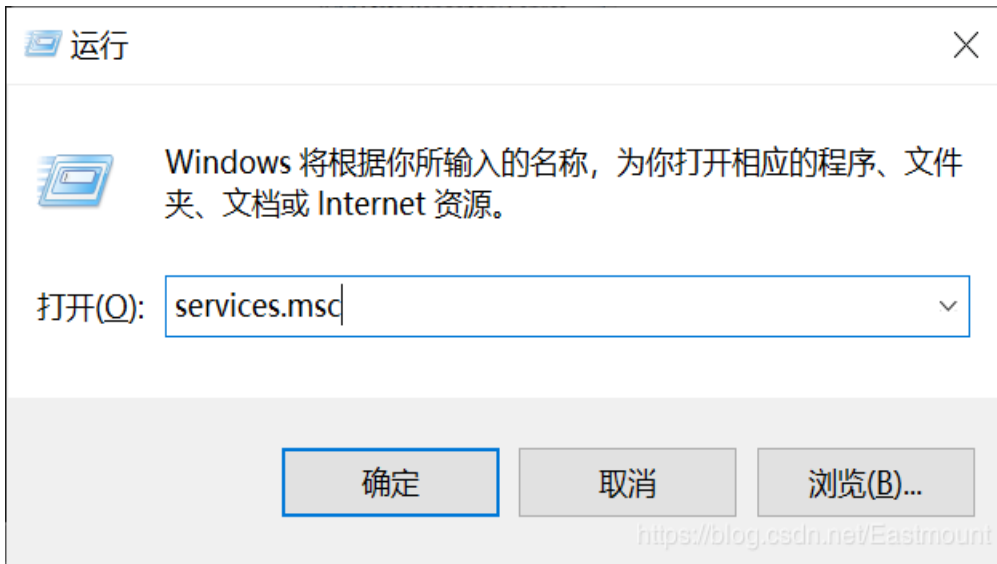 运行
Windows 将根据你所输入的名称，为你打开相应的程序、文件
夹、文档或 Internet 资源。
打开(O): services.msc
确定 取消 浏览(B)...
https://blog.csdn.net/Eastmount